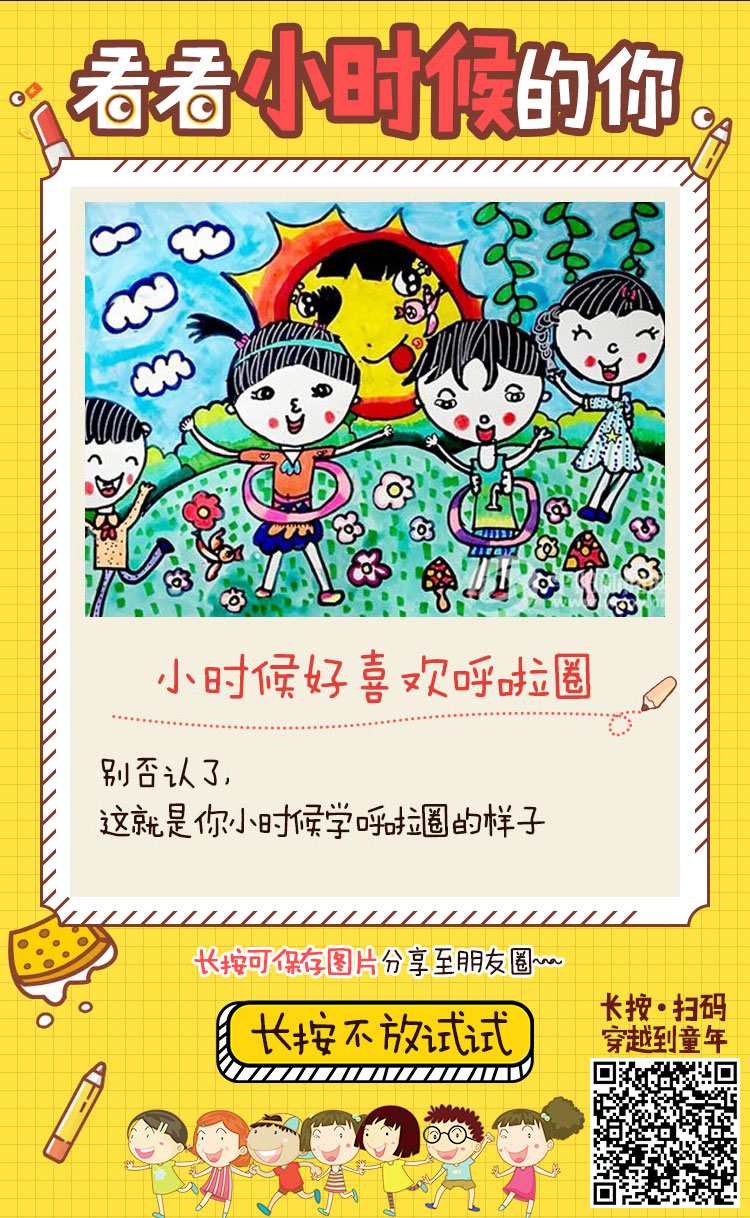 看看小时候的你
小时候好喜欢呼啦圈
别否认了,
这就是你小时候学呼啦圈的样子
长按可保存图片分享至朋友圈~~
长按不放试试
长按·扫码
穿越到童年